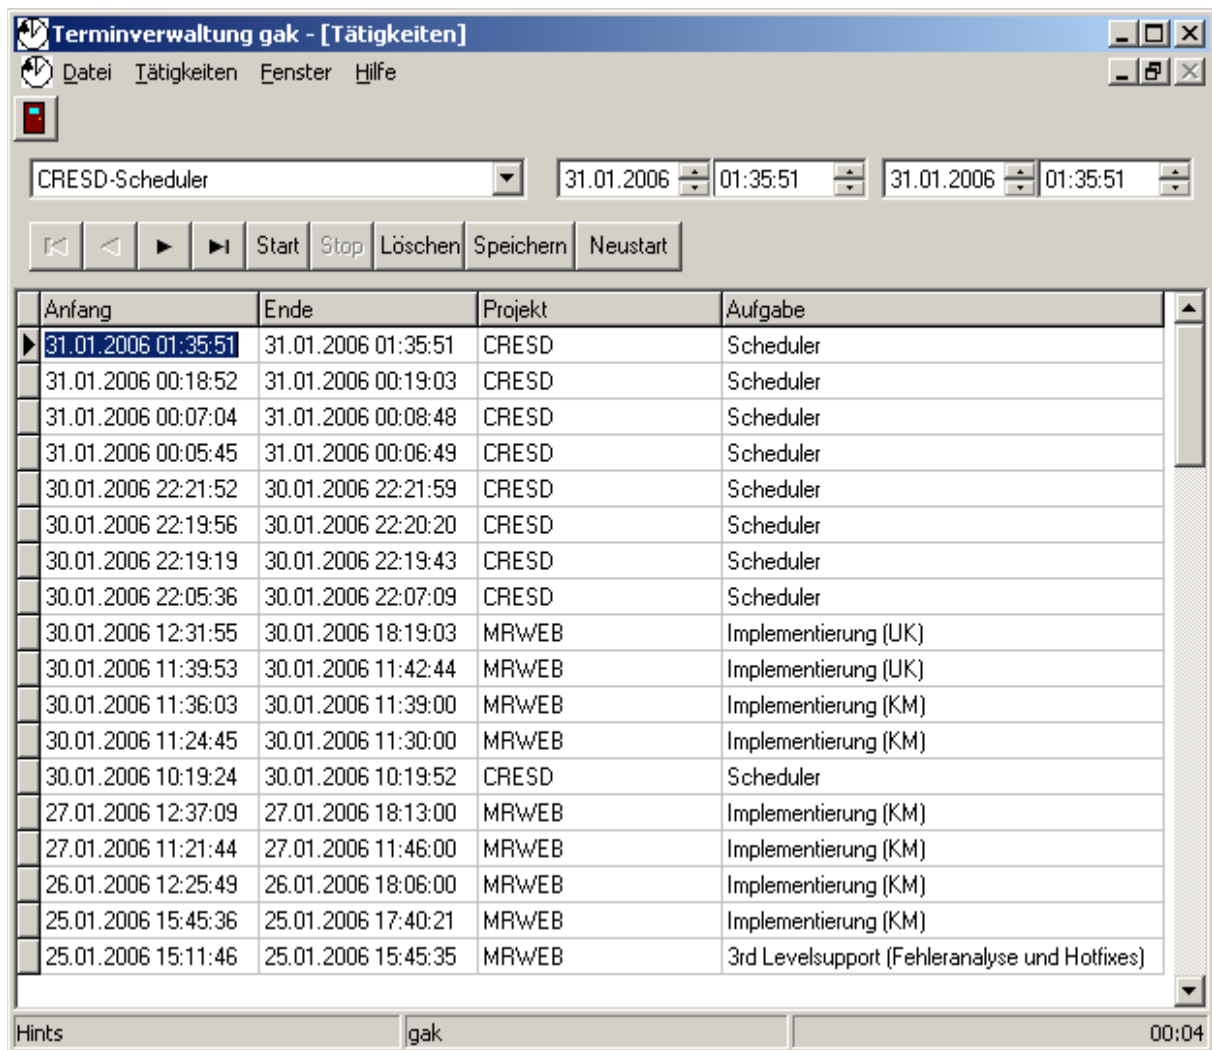 Terminverwaltung gak - [Tätigkeiten]
Datei Tätigkeiten Fenster Hilfe
CRESD-Scheduler 31.01.2006 01:35:51 31.01.2006 01:35:51
Start Stop Löschen Speichern Neustart
Anfang Ende Projekt Aufgabe
31.01.2006 01:35:51 31.01.2006 01:35:51 CRESD Scheduler
31.01.2006 00:18:52 31.01.2006 00:19:03 CRESD Scheduler
31.01.2006 00:07:04 31.01.2006 00:08:48 CRESD Scheduler
31.01.2006 00:05:45 31.01.2006 00:06:49 CRESD Scheduler
30.01.2006 22:21:52 30.01.2006 22:21:59 CRESD Scheduler
30.01.2006 22:19:56 30.01.2006 22:20:20 CRESD Scheduler
30.01.2006 22:19:19 30.01.2006 22:19:43 CRESD Scheduler
30.01.2006 22:05:36 30.01.2006 22:07:09 CRESD Scheduler
30.01.2006 12:31:55 30.01.2006 18:19:03 MRWEB Implementierung (UK)
30.01.2006 11:39:53 30.01.2006 11:42:44 MRWEB Implementierung (UK)
30.01.2006 11:36:03 30.01.2006 11:39:00 MRWEB Implementierung (KM)
30.01.2006 11:24:45 30.01.2006 11:30:00 MRWEB Implementierung (KM)
30.01.2006 10:19:24 30.01.2006 10:19:52 CRESD Scheduler
27.01.2006 12:37:09 27.01.2006 18:13:00 MRWEB Implementierung (KM)
27.01.2006 11:21:44 27.01.2006 11:46:00 MRWEB Implementierung (KM)
26.01.2006 12:25:49 26.01.2006 18:06:00 MRWEB Implementierung (KM)
25.01.2006 15:45:36 25.01.2006 17:40:21 MRWEB Implementierung (KM)
25.01.2006 15:11:46 25.01.2006 15:45:35 MRWEB 3rd Levelsupport (Fehleranalyse und Hotfixes)
Hints gak 00:04